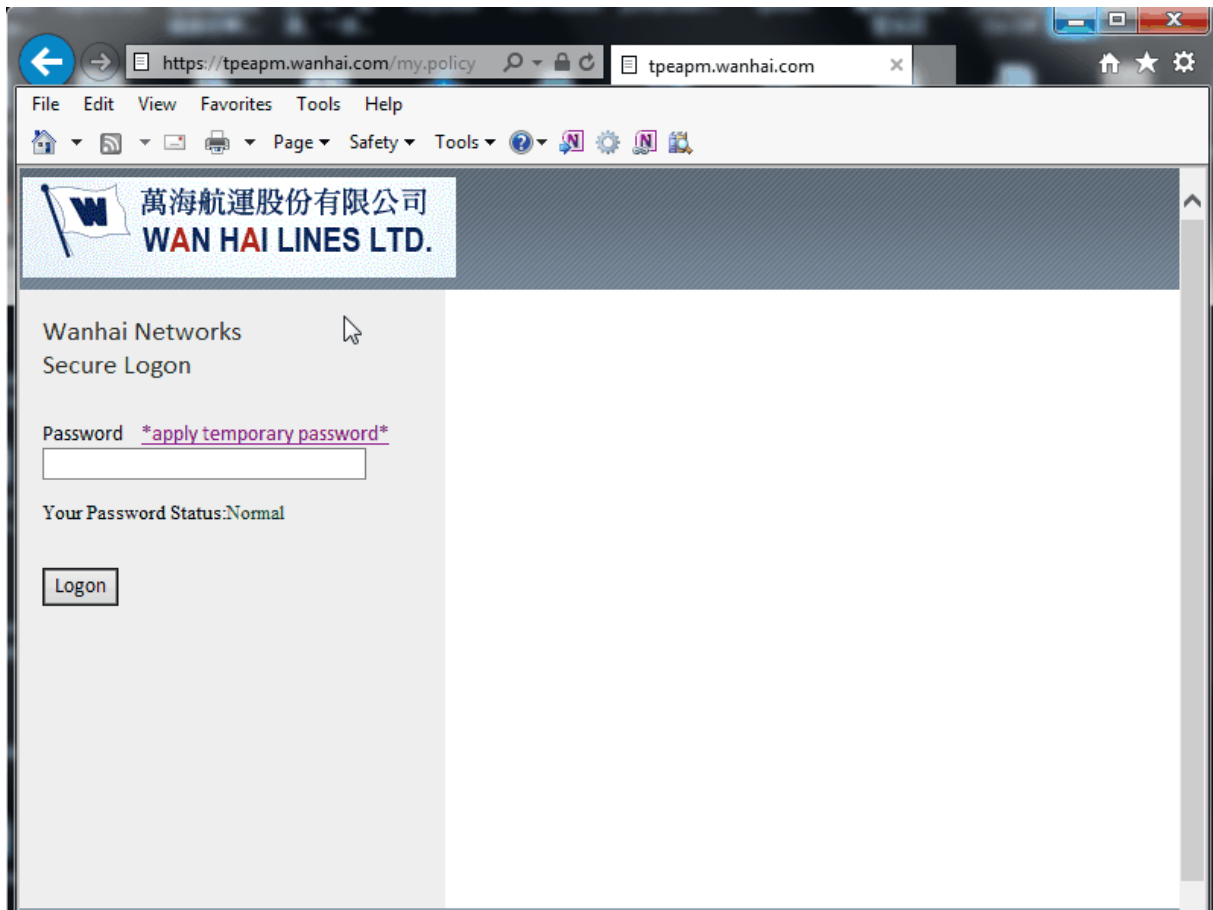 https://tpeapm.wanhai.com/my.policy
tpeapm.wanhai.com
File Edit View Favorites Tools Help
Page Safety Tools
W 萬海航運股份有限公司
WAN HAI LINES LTD.
Wanhai Networks
Secure Logon
Password *apply temporary password*
Your Password Status:Normal
Logon